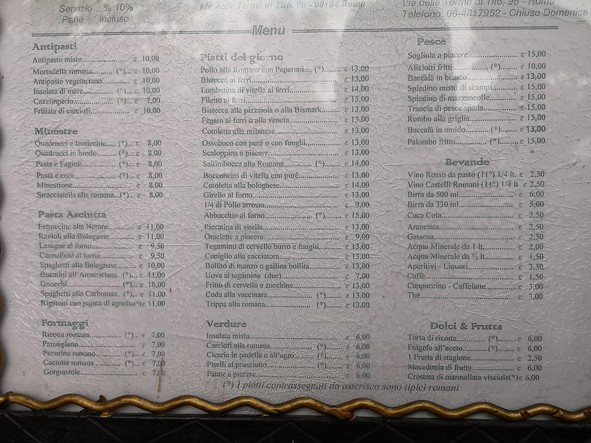 Servizio % 10%
Pane incluso
Via delle Terme di Tito, 96 - 00184 Roma
Via delle Terme di Tito, 96 - Roma
Telefono: 06-4817952 - Chiuso Domenica
Menu
Antipasti
Antipasto misto € 10,00
Mortadella romana (*) € 10,00
Antipasto vegetariano € 10,00
Insalata di mare (*) € 10,00
€ 7,00
Frittata di carciofi € 10,00
Minestre
Quadrucci e lenticchie (*) € 8,00
Quadrucci in brodo (*) € 8,00
Pasta e Fagioli (*) € 8,00
Pasta e ceci (*) € 8,00
Minestrone € 8,00
Stracciatella alla romana (*) € 8,00
Pasta Asciutta
Fettuccine alla Nerone € 11,00
Ravioli alla Bolognese € 11,00
Lasagne al forno € 9,50
Cannelloni al forno € 9,50
Spaghetti alla Bolognese € 10,00
Bucatini all'Amatriciana (*) € 11,00
Gnocchi (*) € 10,00
Spaghetti alla Carbonara (*) € 11,00
Rigatoni con pajata di agnello (*) € 11,00
Formaggi
Ricotta romana (*) € 7,00
Parmigiano € 7,00
Pecorino romano (*) € 7,00
Caciotta romana (*) € 7,00
Gorgonzola € 7,00
Piatti del giorno
Pollo alla Romana con Peperoni (*) € 13,00
Bistecca ai ferri € 13,00
Lombatina di vitella ai ferri € 14,00
Filetto ai ferri € 15,00
Bistecca alla pizzaiola o alla Bismark € 13,00
Fegato ai ferri o alla veneta € 13,00
Cotoletta alla milanese € 13,00
Ossobuco con purè o con funghi € 13,00
Scaloppina a piacere € 13,00
Saltimbocca alla Romana (*) € 14,00
Bocconcini di vitella con purè € 13,00
Cotoletta alla bolognese € 14,00
Girello al forno € 13,00
1/4 di Pollo arrosto € 9,00
Abbacchio al forno (*) € 15,00
Piccatina di vitella € 13,00
Omelette a piacere € 9,00
Tegamino di cervello burro e funghi € 13,00
Coniglio alla cacciatora € 13,00
Bollito di manzo o gallina bollita € 13,00
Uova al tegamino (due) € 7,00
Fritto di cervello e zucchine € 13,00
Coda alla vaccinara (*) € 13,00
Trippa alla romana (*) € 13,00
Verdure
Insalata mista € 6,00
Carciofi alla romana (*) € 6,00
Cicoria in padella o all'agro (*) € 6,00
Piselli al prosciutto (*) € 6,00
Patate a piacere € 6,00
Pesce
Sogliola a piacere € 15,00
Aliciotti fritti (*) € 10,00
Baccalà in bianco € 13,00
Spiedino misto di scampi € 15,00
Spiedino di mazzancolle € 15,00
Trancia di pesce spada € 15,00
Rombo alla griglia € 15,00
Baccalà in umido (*) € 13,00
Palombo fritto (*) € 15,00
Bevande
Vino Rosso da pasto (11°) 1/4 lt. € 2,50
Vino Castelli Romani (11°) 1/4 lt. € 2,50
Birra da 500 ml € 6,00
Birra da 330 ml € 5,00
Coca Cola € 2,50
Aranciata € 2,50
Gassosa € 2,50
Acqua Minerale da 1 lt. € 2,00
Acqua Minerale da ½ lt. € 1,50
Aperitivi - Liquori € 3,50
Caffè € 1,50
Cappuccino - Caffelatte € 3,00
Thè € 3,00
Dolci & Frutta
Torta di ricotta (*) € 6,00
Fragole all'aceto (*) € 6,00
1 Frutta di stagione € 2,50
Macedonia di frutta € 6,00
Crostata di marmellata visciole (*) € 6,00
(*) I piatti contrassegnati da asterisco sono tipici romani